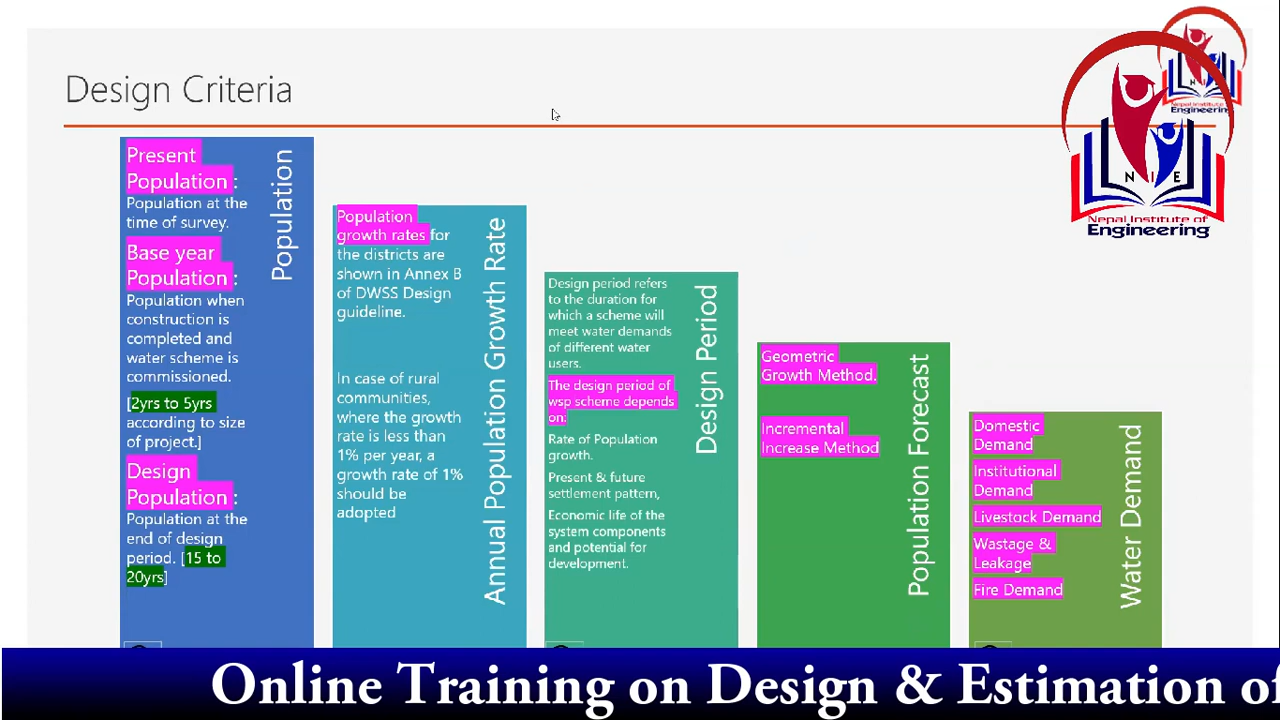 Design Criteria
Engineering
N I E
Nepal Institute of
Engineering
Present
Population :
Population at the
time of survey.
Base year
Population :
Population when
construction is
completed and
water scheme is
commissioned.
[2yrs to 5yrs
according to size
of project.]
Design
Population :
Population at the
end of design
period. [15 to
20yrs]
Population
Population
growth rates for
the districts are
shown in Annex B
of DWSS Design
guideline.
In case of rural
communities,
where the growth
rate is less than
1% per year, a
growth rate of 1%
should be
adopted
Annual Population Growth Rate
Design period refers
to the duration for
which a scheme will
meet water demands
of different water
users.
The design period of
wsp scheme depends
on:
Rate of Population
growth.
Present & future
settlement pattern,
Economic life of the
system components
and potential for
development.
Design Period
Geometric
Growth Method.
Incremental
Increase Method
Population Forecast
Domestic
Demand
Institutional
Demand
Livestock Demand
Wastage &
Leakage
Fire Demand
Water Demand
Online Training on Design & Estimation of